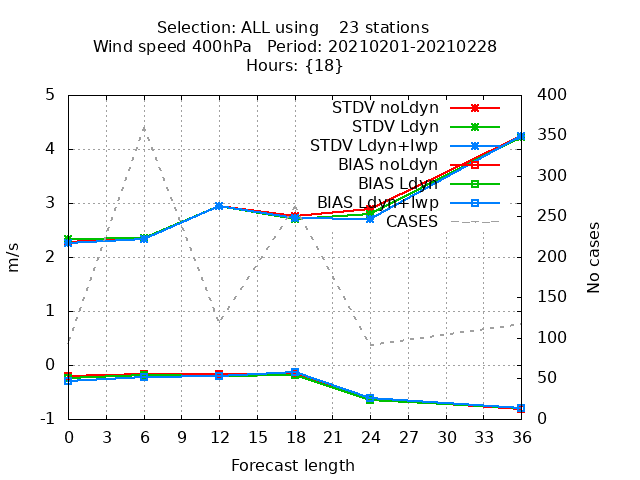 Selection: ALL using    23 stations
Wind speed 400hPa   Period: 20210201-20210228
Hours: {18}
5 400
STDV noLdyn
STDV Ldyn
4 350
STDV Ldyn+lwp
BIAS noLdyn
300
BIAS Ldyn
3 250
BIAS Ldyn+lwp
CASES
m/s
No cases
2 200
150
1
100
0 50
-1 0
0 3 6 9 12 15 18 21 24 27 30 33 36
Forecast length